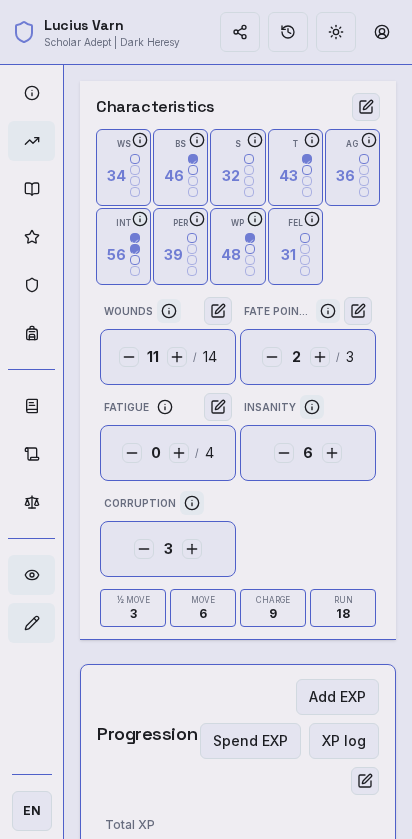 Lucius Varn
Scholar Adept | Dark Heresy
Characteristics
WS BS S T AG
34 46 32 43 36
INT PER WP FEL
56 39 48 31
WOUNDS FATE POIN...
11 / 14 2 / 3
FATIGUE INSANITY
0 / 4 6
CORRUPTION
3
½ MOVE MOVE CHARGE RUN
3 6 9 18
Add EXP
Progression Spend EXP XP log
Total XP
EN